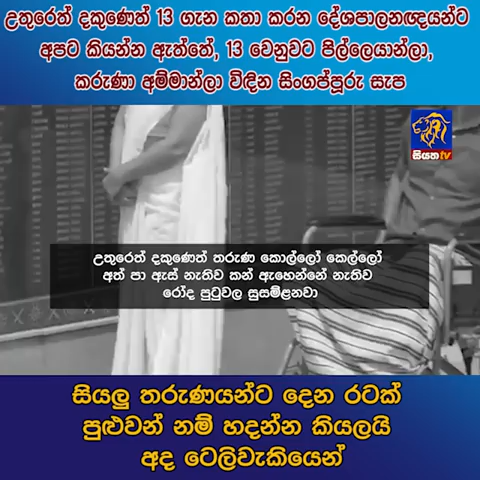 උතුරෙත් දකුණෙත් 13 ගැන කතා කරන දේශපාලනඥයන්ට
අපට කියන්න ඇත්තේ, 13 වෙනුවට පිල්ලෙයාන්ලා,
කරුණා අම්මාන්ලා විඳින සිංගප්පූරු සැප
සියත tv
උතුරෙත් දකුණෙත් තරුණ කොල්ලෝ කෙල්ලෝ
අත් පා ඇස් නැතිව කන් ඇහෙන්නේ නැතිව
රෝද පුටුවල සුසම්ළනවා
සියලු තරුණයන්ට දෙන රටක්
පුළුවන් නම් හදන්න කියලයි
අද ටෙලිවැකියෙන්